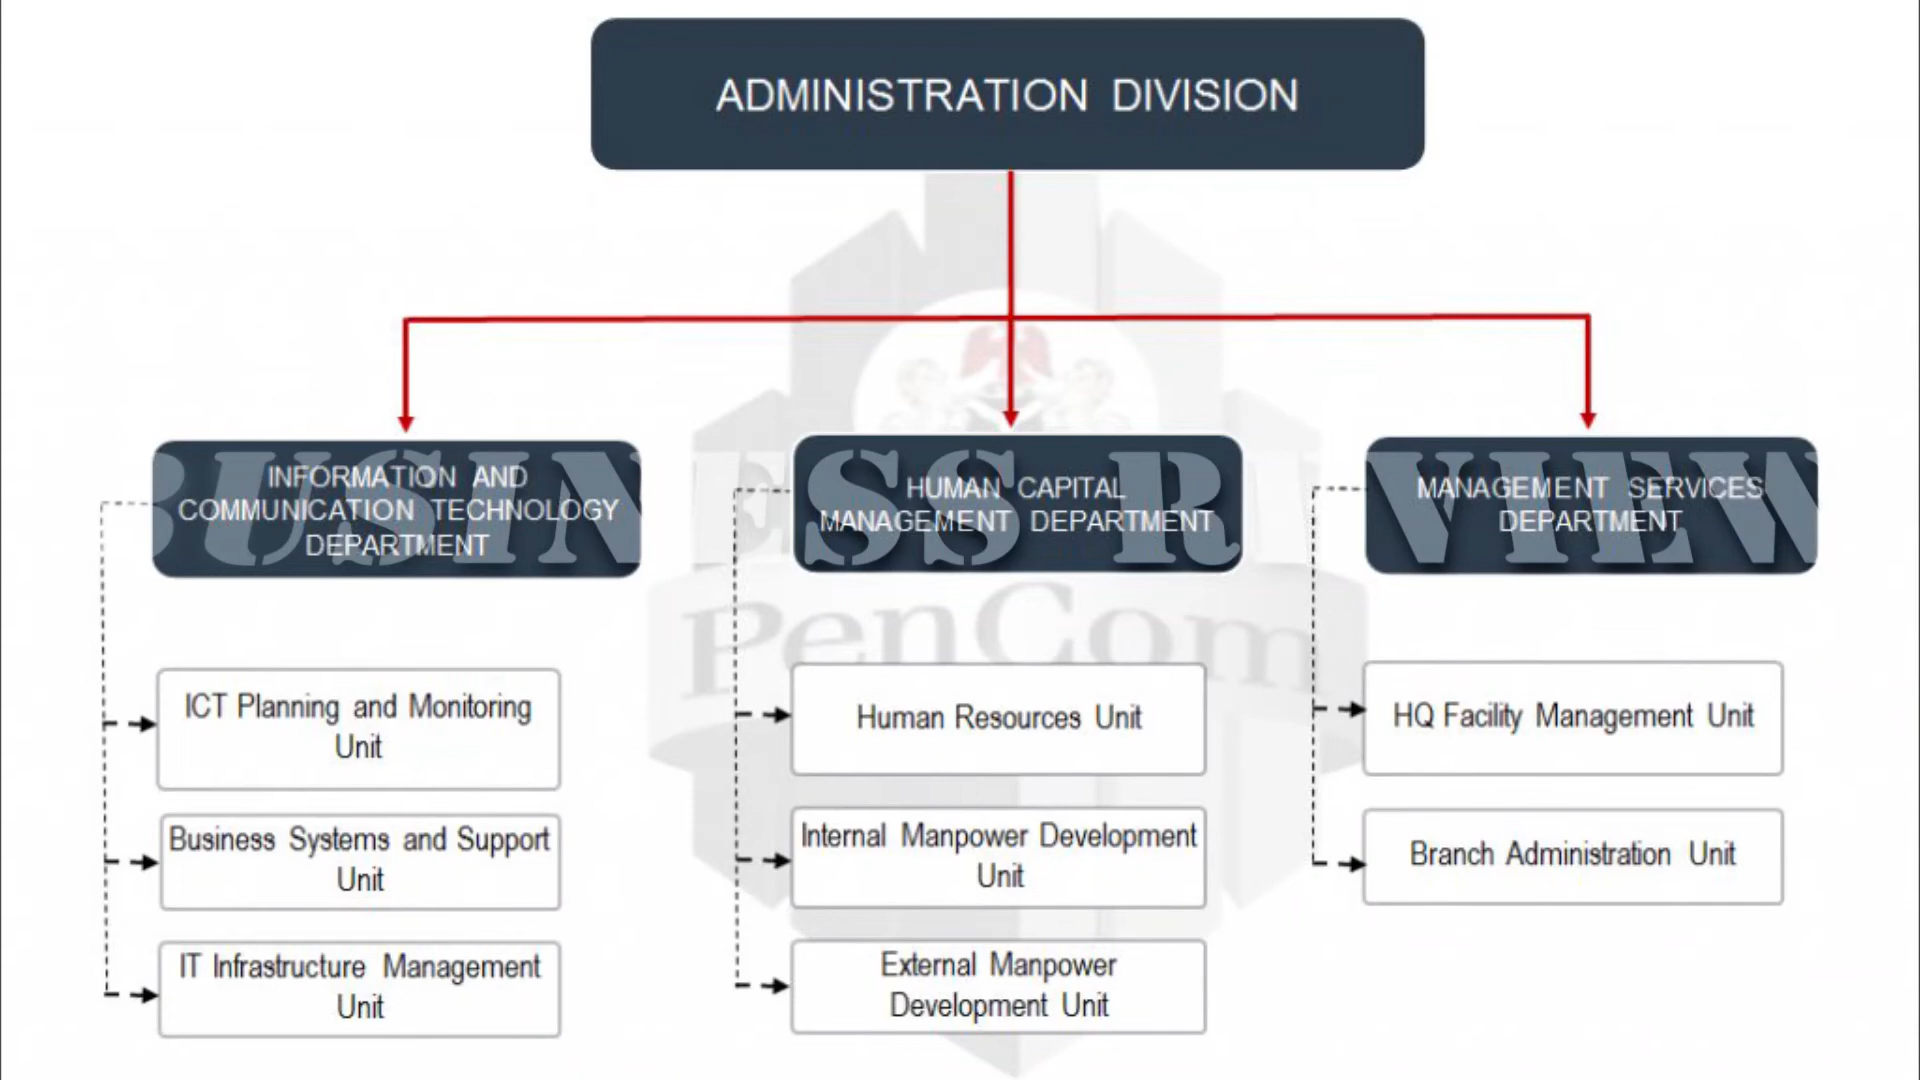 ADMINISTRATION DIVISION
INFORMATION AND
COMMUNICATION TECHNOLOGY
DEPARTMENT
HUMAN CAPITAL
MANAGEMENT DEPARTMENT
MANAGEMENT SERVICES
DEPARTMENT
BUSINESS REVIEW
PenCom
ICT Planning and Monitoring
Unit
Business Systems and Support
Unit
IT Infrastructure Management
Unit
Human Resources Unit
Internal Manpower Development
Unit
External Manpower
Development Unit
HQ Facility Management Unit
Branch Administration Unit